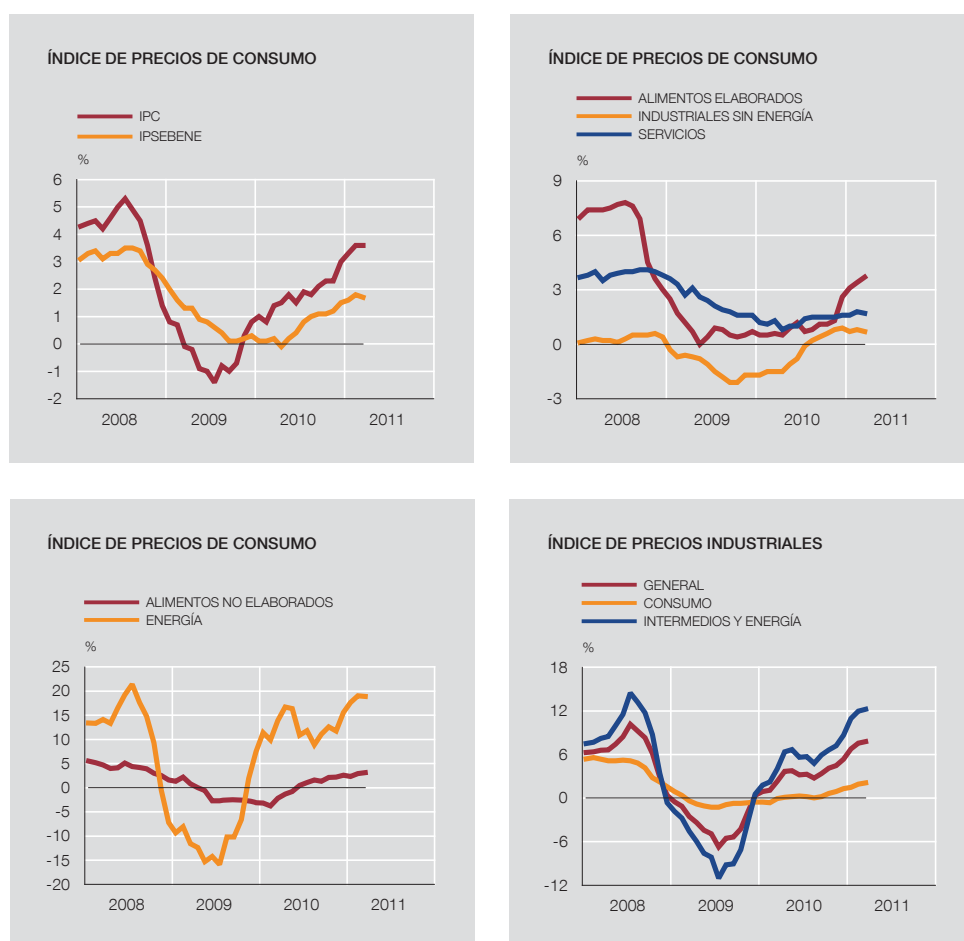 ÍNDICE DE PRECIOS DE CONSUMO
IPC
IPSEBENE
%
6
5
4
3
2
1
0
-1
-2
2008 2009 2010 2011
ÍNDICE DE PRECIOS DE CONSUMO
ALIMENTOS ELABORADOS
INDUSTRIALES SIN ENERGÍA
SERVICIOS
%
9
6
3
0
-3
2008 2009 2010 2011
ÍNDICE DE PRECIOS DE CONSUMO
ALIMENTOS NO ELABORADOS
ENERGÍA
%
25
20
15
10
5
0
-5
-10
-15
-20
2008 2009 2010 2011
ÍNDICE DE PRECIOS INDUSTRIALES
GENERAL
CONSUMO
INTERMEDIOS Y ENERGÍA
%
18
12
6
0
-6
-12
2008 2009 2010 2011